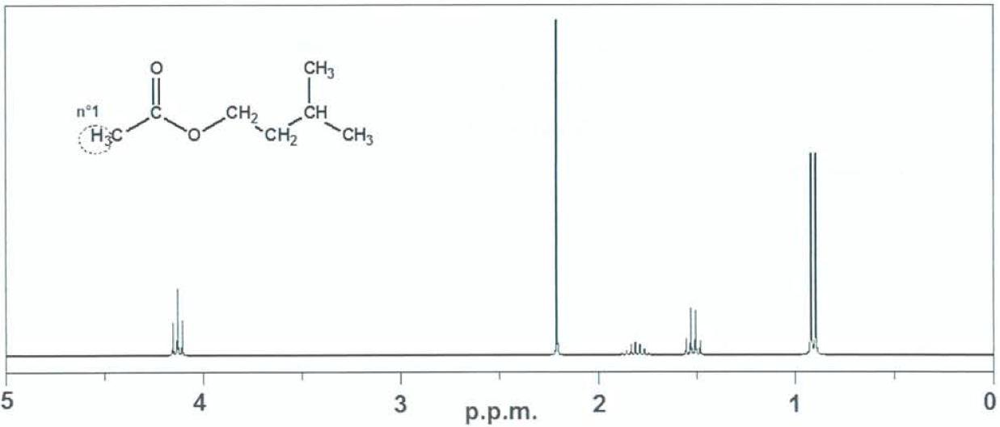 O
CH₃
n°1
C
CH₂
CH
H₃C
O
CH₂
CH₃
5
4
3
2
1
0
p.p.m.